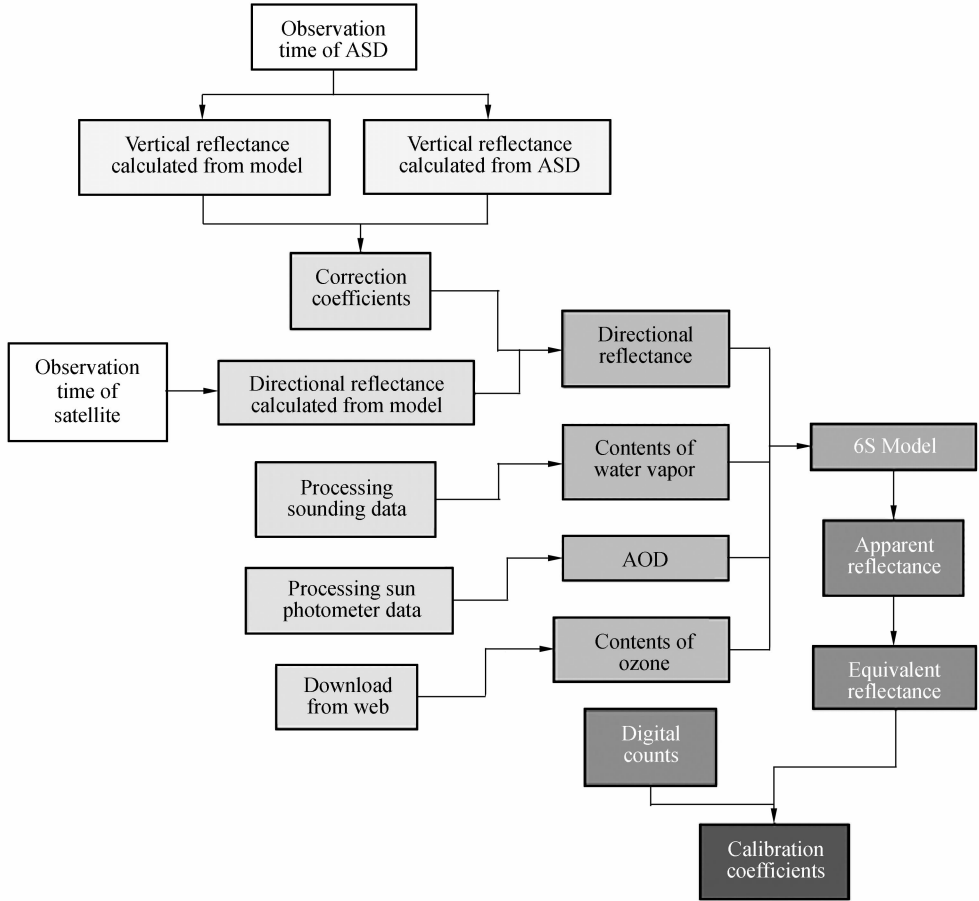 Observation
time of ASD
Vertical reflectance
calculated from model
Vertical reflectance
calculated from ASD
Correction
coefficients
Directional
reflectance
Observation
time of
satellite
Directional reflectance
calculated from model
6S Model
Contents of
water vapor
Processing
sounding data
Apparent
reflectance
AOD
Processing sun
photometer data
Contents of
ozone
Equivalent
reflectance
Download
from web
Digital
counts
Calibration
coefficients